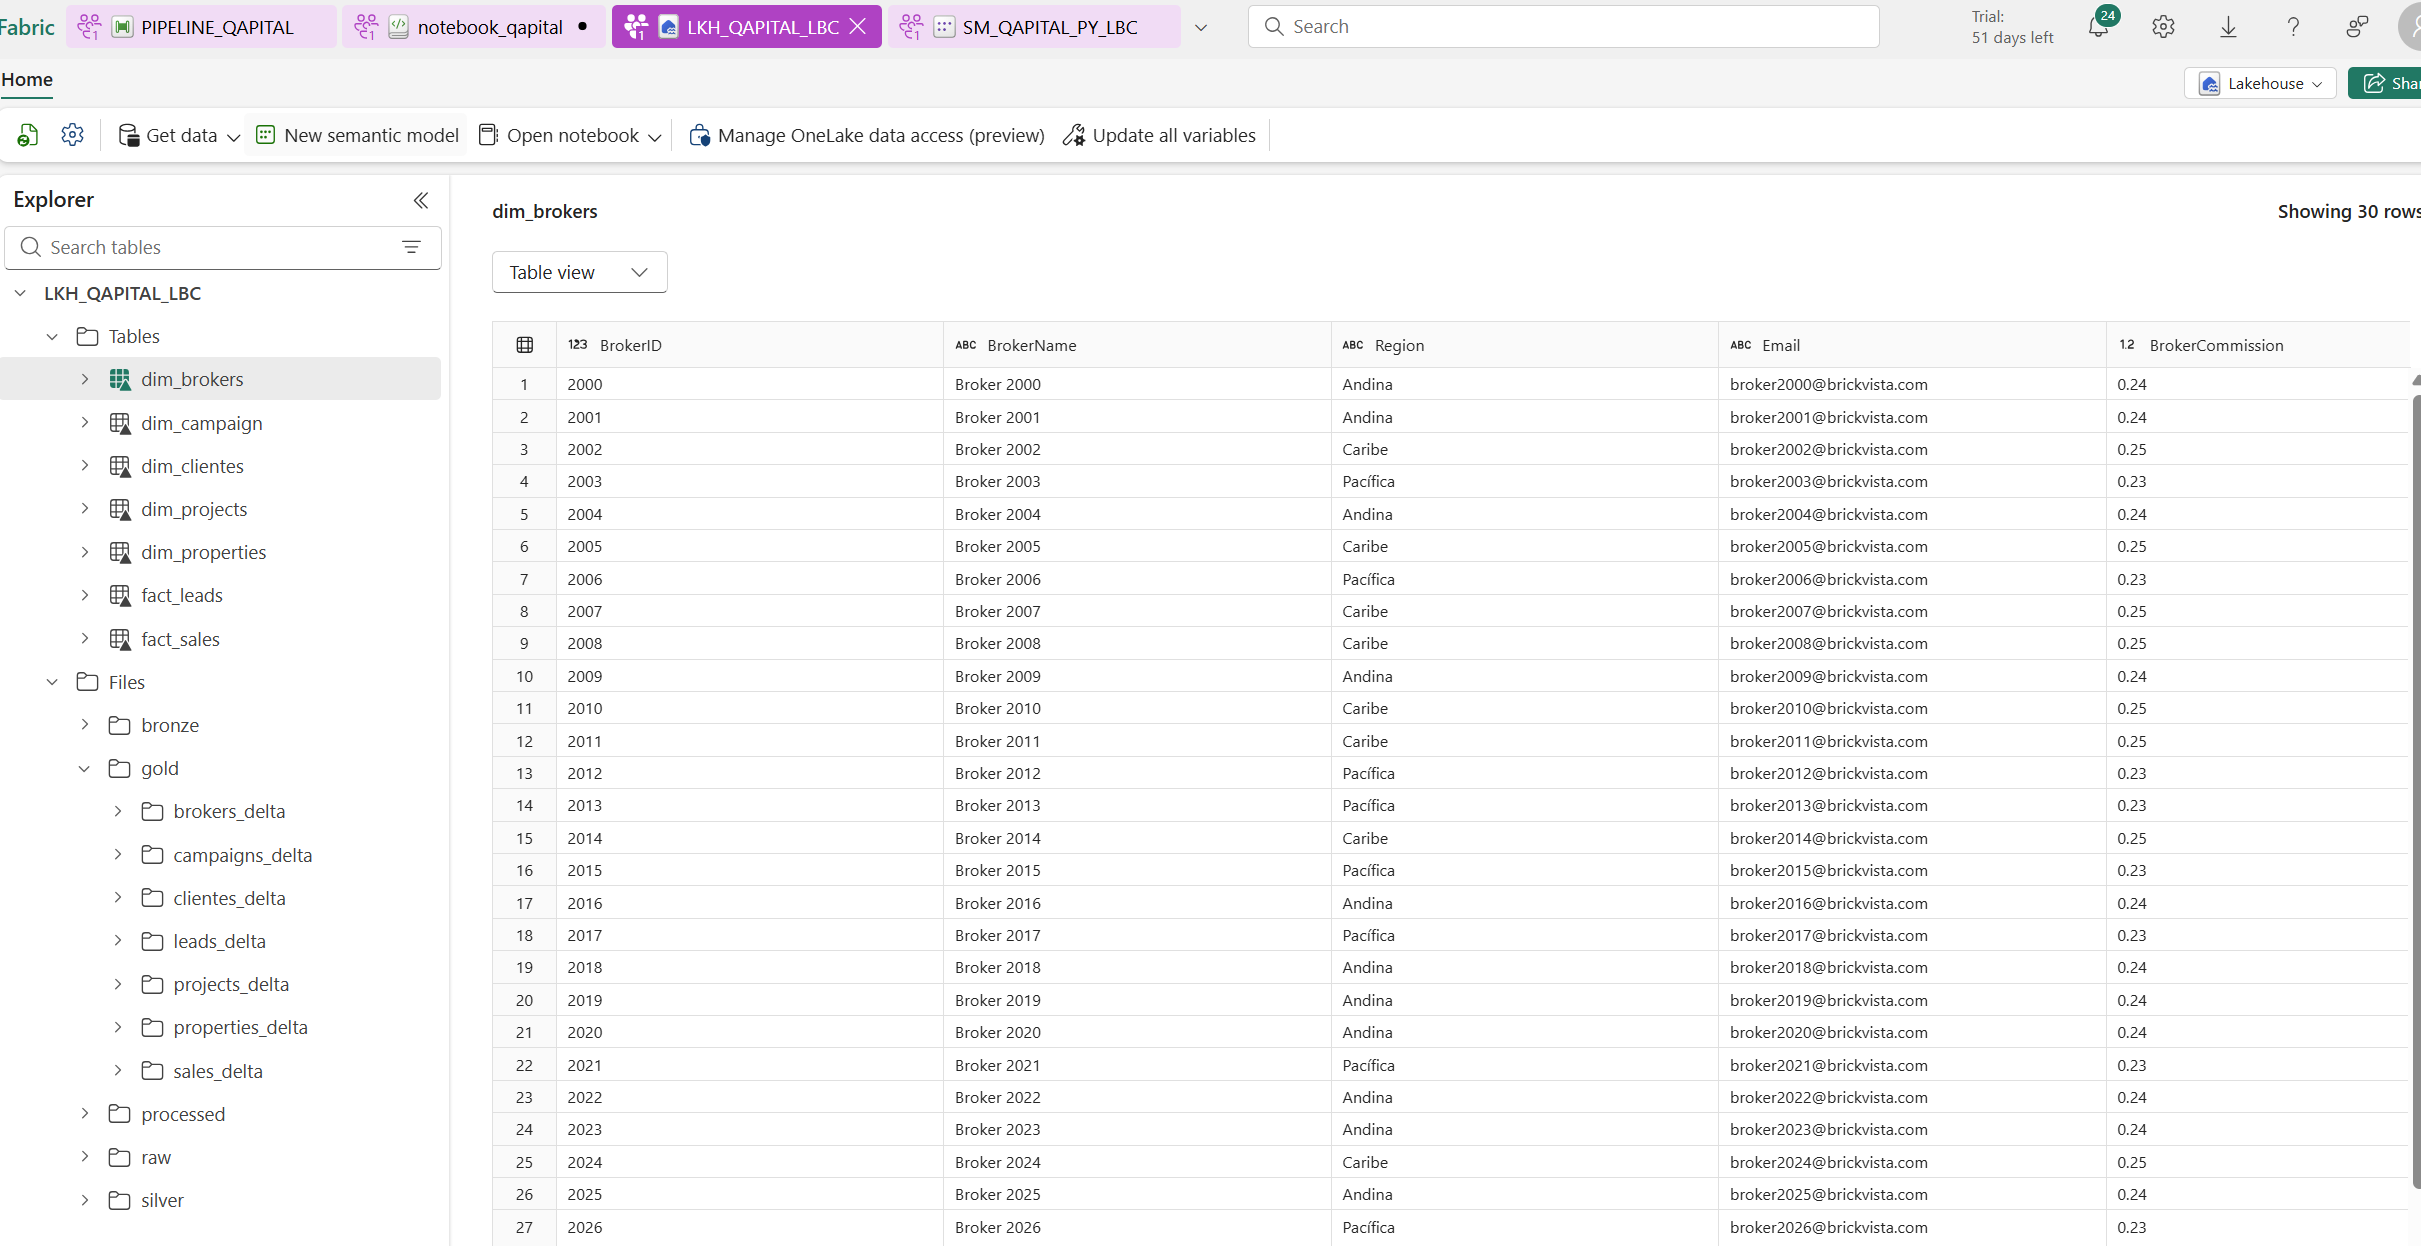 Fabric PIPELINE_QAPITAL notebook_qapital LKH_QAPITAL_LBC SM_QAPITAL_PY_LBC Search Trial: 51 days left 24
Home Lakehouse
Get data New semantic model Open notebook Manage OneLake data access (preview) Update all variables
Explorer
Search tables
LKH_QAPITAL_LBC
Tables
dim_brokers
dim_campaign
dim_clientes
dim_projects
dim_properties
fact_leads
fact_sales
Files
bronze
gold
brokers_delta
campaigns_delta
clientes_delta
leads_delta
projects_delta
properties_delta
sales_delta
processed
raw
silver
dim_brokers Showing 30 rows
Table view
123 BrokerID ABC BrokerName ABC Region ABC Email 1.2 BrokerCommission
1 2000 Broker 2000 Andina broker2000@brickvista.com 0.24
2 2001 Broker 2001 Andina broker2001@brickvista.com 0.24
3 2002 Broker 2002 Caribe broker2002@brickvista.com 0.25
4 2003 Broker 2003 Pacífica broker2003@brickvista.com 0.23
5 2004 Broker 2004 Andina broker2004@brickvista.com 0.24
6 2005 Broker 2005 Caribe broker2005@brickvista.com 0.25
7 2006 Broker 2006 Pacífica broker2006@brickvista.com 0.23
8 2007 Broker 2007 Caribe broker2007@brickvista.com 0.25
9 2008 Broker 2008 Caribe broker2008@brickvista.com 0.25
10 2009 Broker 2009 Andina broker2009@brickvista.com 0.24
11 2010 Broker 2010 Caribe broker2010@brickvista.com 0.25
12 2011 Broker 2011 Caribe broker2011@brickvista.com 0.25
13 2012 Broker 2012 Pacífica broker2012@brickvista.com 0.23
14 2013 Broker 2013 Pacífica broker2013@brickvista.com 0.23
15 2014 Broker 2014 Caribe broker2014@brickvista.com 0.25
16 2015 Broker 2015 Pacífica broker2015@brickvista.com 0.23
17 2016 Broker 2016 Andina broker2016@brickvista.com 0.24
18 2017 Broker 2017 Pacífica broker2017@brickvista.com 0.23
19 2018 Broker 2018 Andina broker2018@brickvista.com 0.24
20 2019 Broker 2019 Andina broker2019@brickvista.com 0.24
21 2020 Broker 2020 Andina broker2020@brickvista.com 0.24
22 2021 Broker 2021 Pacífica broker2021@brickvista.com 0.23
23 2022 Broker 2022 Andina broker2022@brickvista.com 0.24
24 2023 Broker 2023 Andina broker2023@brickvista.com 0.24
25 2024 Broker 2024 Caribe broker2024@brickvista.com 0.25
26 2025 Broker 2025 Andina broker2025@brickvista.com 0.24
27 2026 Broker 2026 Pacífica broker2026@brickvista.com 0.23